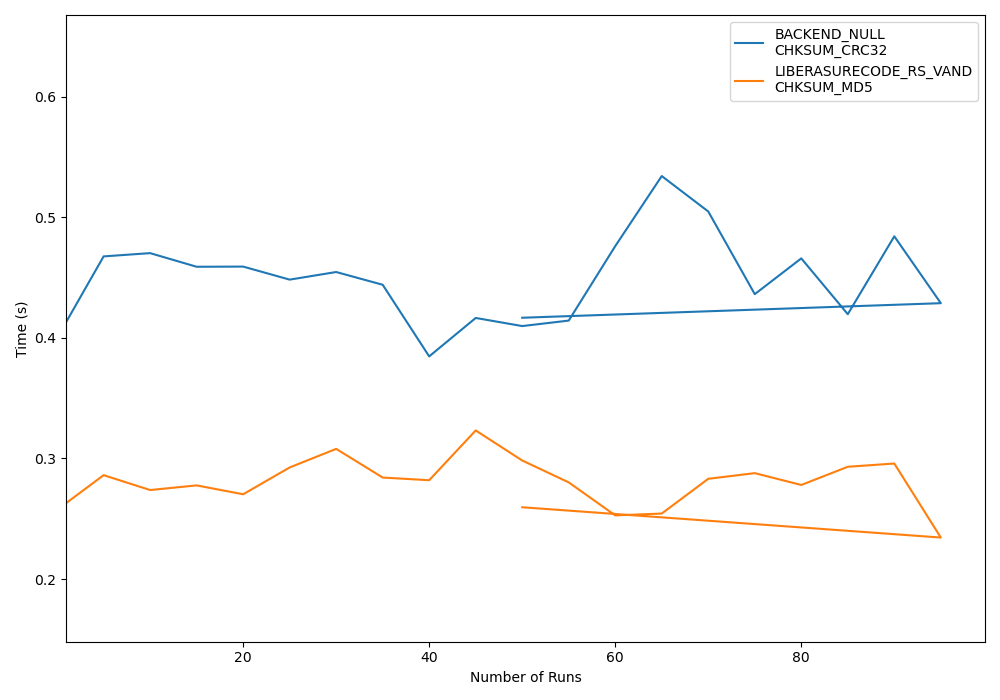 BACKEND_NULL
CHKSUM_CRC32
LIBERASURECODE_RS_VAND
CHKSUM_MD5
0.6
0.5
0.4
0.3
0.2
Time (s)
20
40
60
80
Number of Runs